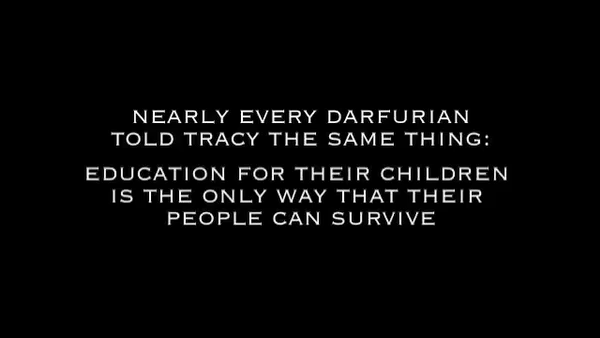 NEARLY EVERY DARFURIAN
TOLD TRACY THE SAME THING:
EDUCATION FOR THEIR CHILDREN
IS THE ONLY WAY THAT THEIR
PEOPLE CAN SURVIVE